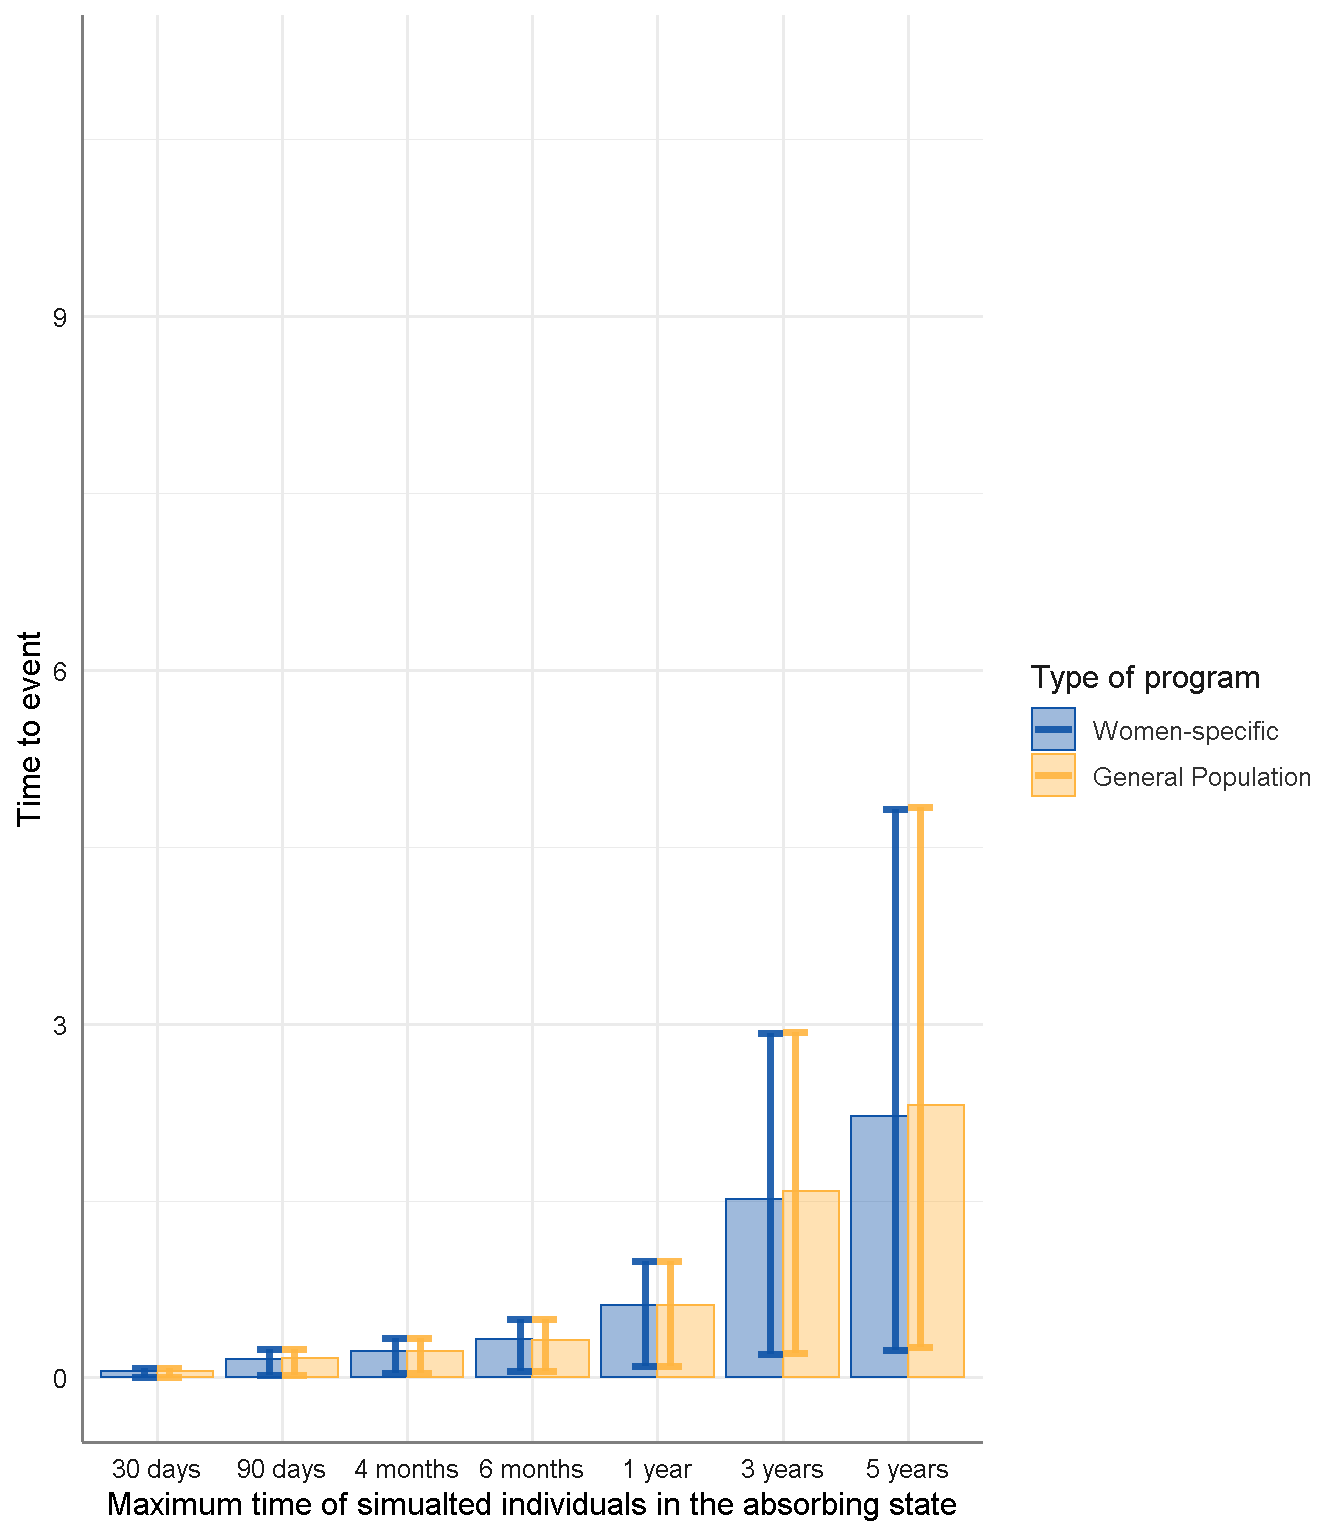 9
6
3
0
Time to event
30 days
90 days
4 months
6 months
1 year
3 years
5 years
Maximum time of simualted individuals in the absorbing state
Type of program
Women-specific
General Population